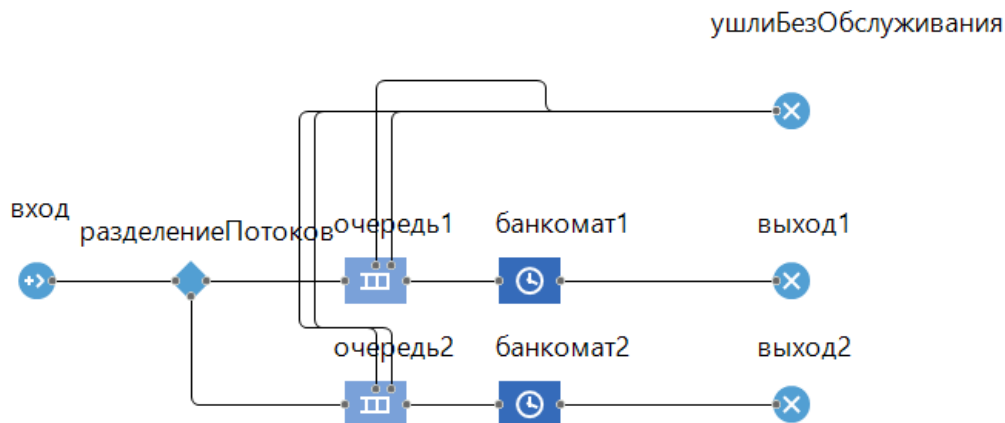 ушлиБезОбслуживания
вход
разделениеПотоков
очередь1
банкомат1
выход1
очередь2
банкомат2
выход2